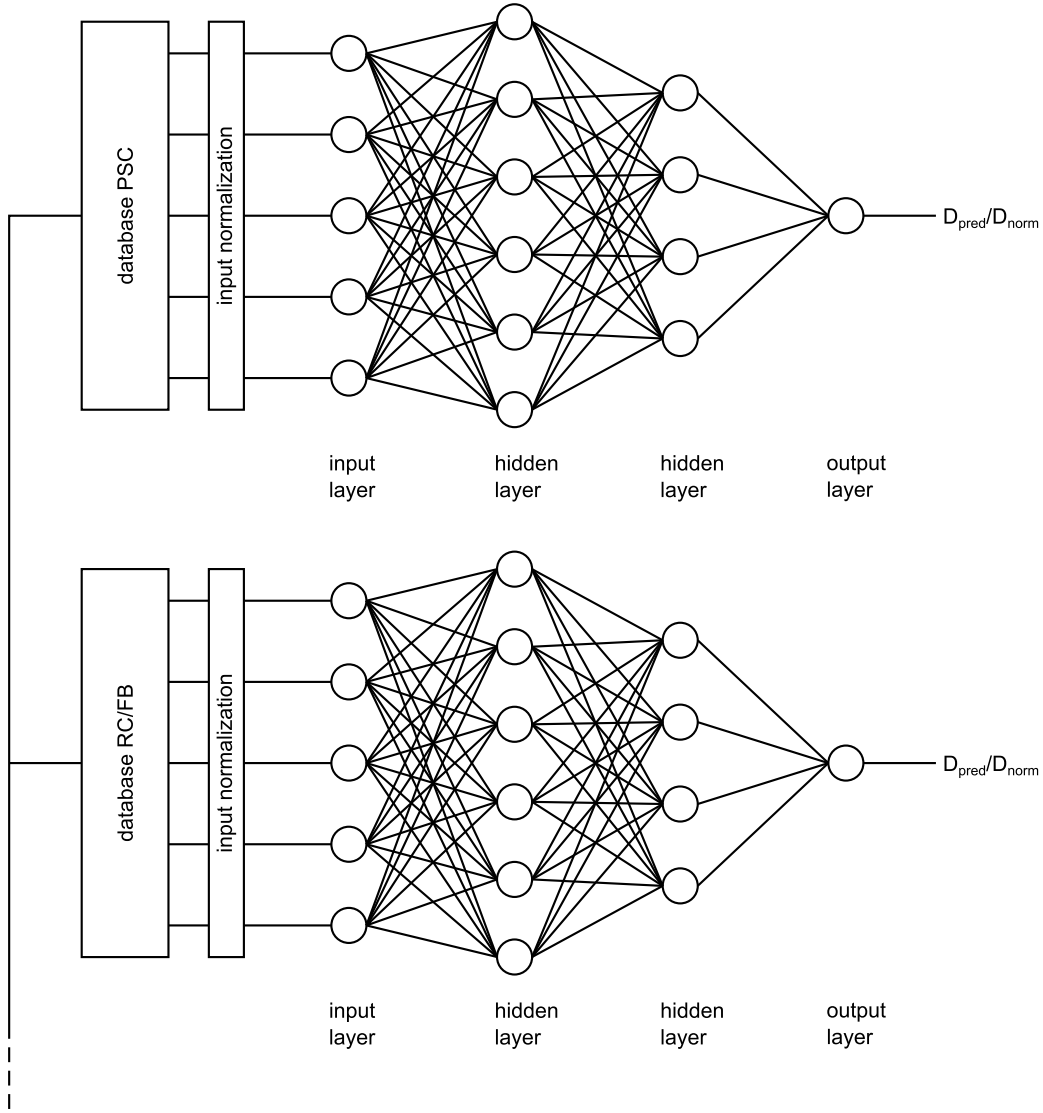 database PSC
input normalization
D_pred/D_norm
input
layer
hidden
layer
hidden
layer
output
layer
database RC/FB
input normalization
D_pred/D_norm
input
layer
hidden
layer
hidden
layer
output
layer